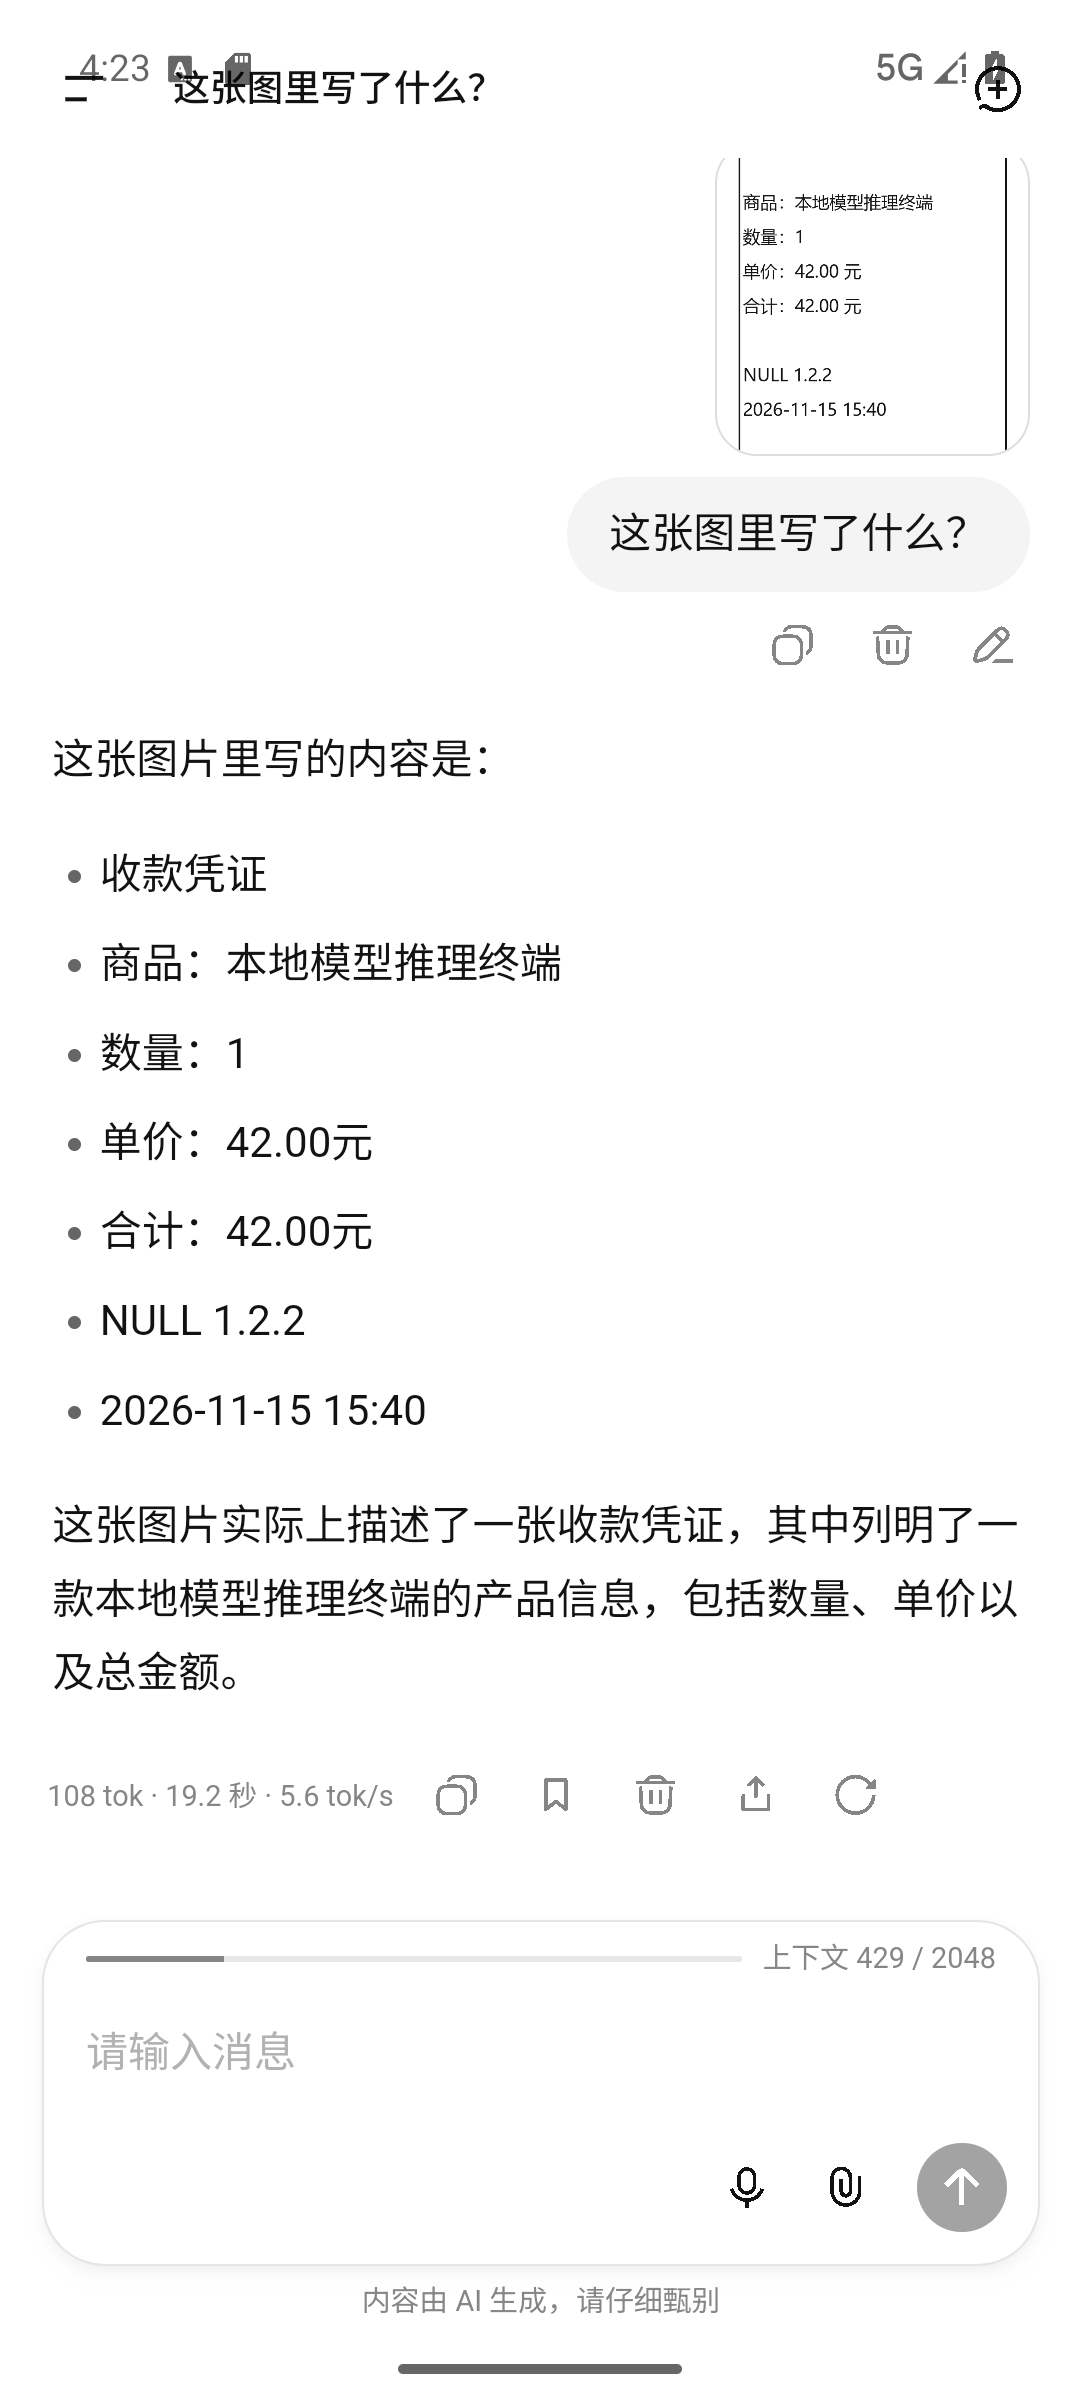 4:23
5G
这张图里写了什么？
商品：本地模型推理终端
数量：1
单价：42.00 元
合计：42.00 元
NULL 1.2.2
2026-11-15 15:40
这张图里写了什么？
这张图片里写的内容是：
收款凭证
商品：本地模型推理终端
数量：1
单价：42.00元
合计：42.00元
NULL 1.2.2
2026-11-15 15:40
这张图片实际上描述了一张收款凭证，其中列明了一
款本地模型推理终端的产品信息，包括数量、单价以
及总金额。
108 tok · 19.2 秒 · 5.6 tok/s
上下文 429 / 2048
请输入消息
内容由 AI 生成，请仔细甄别